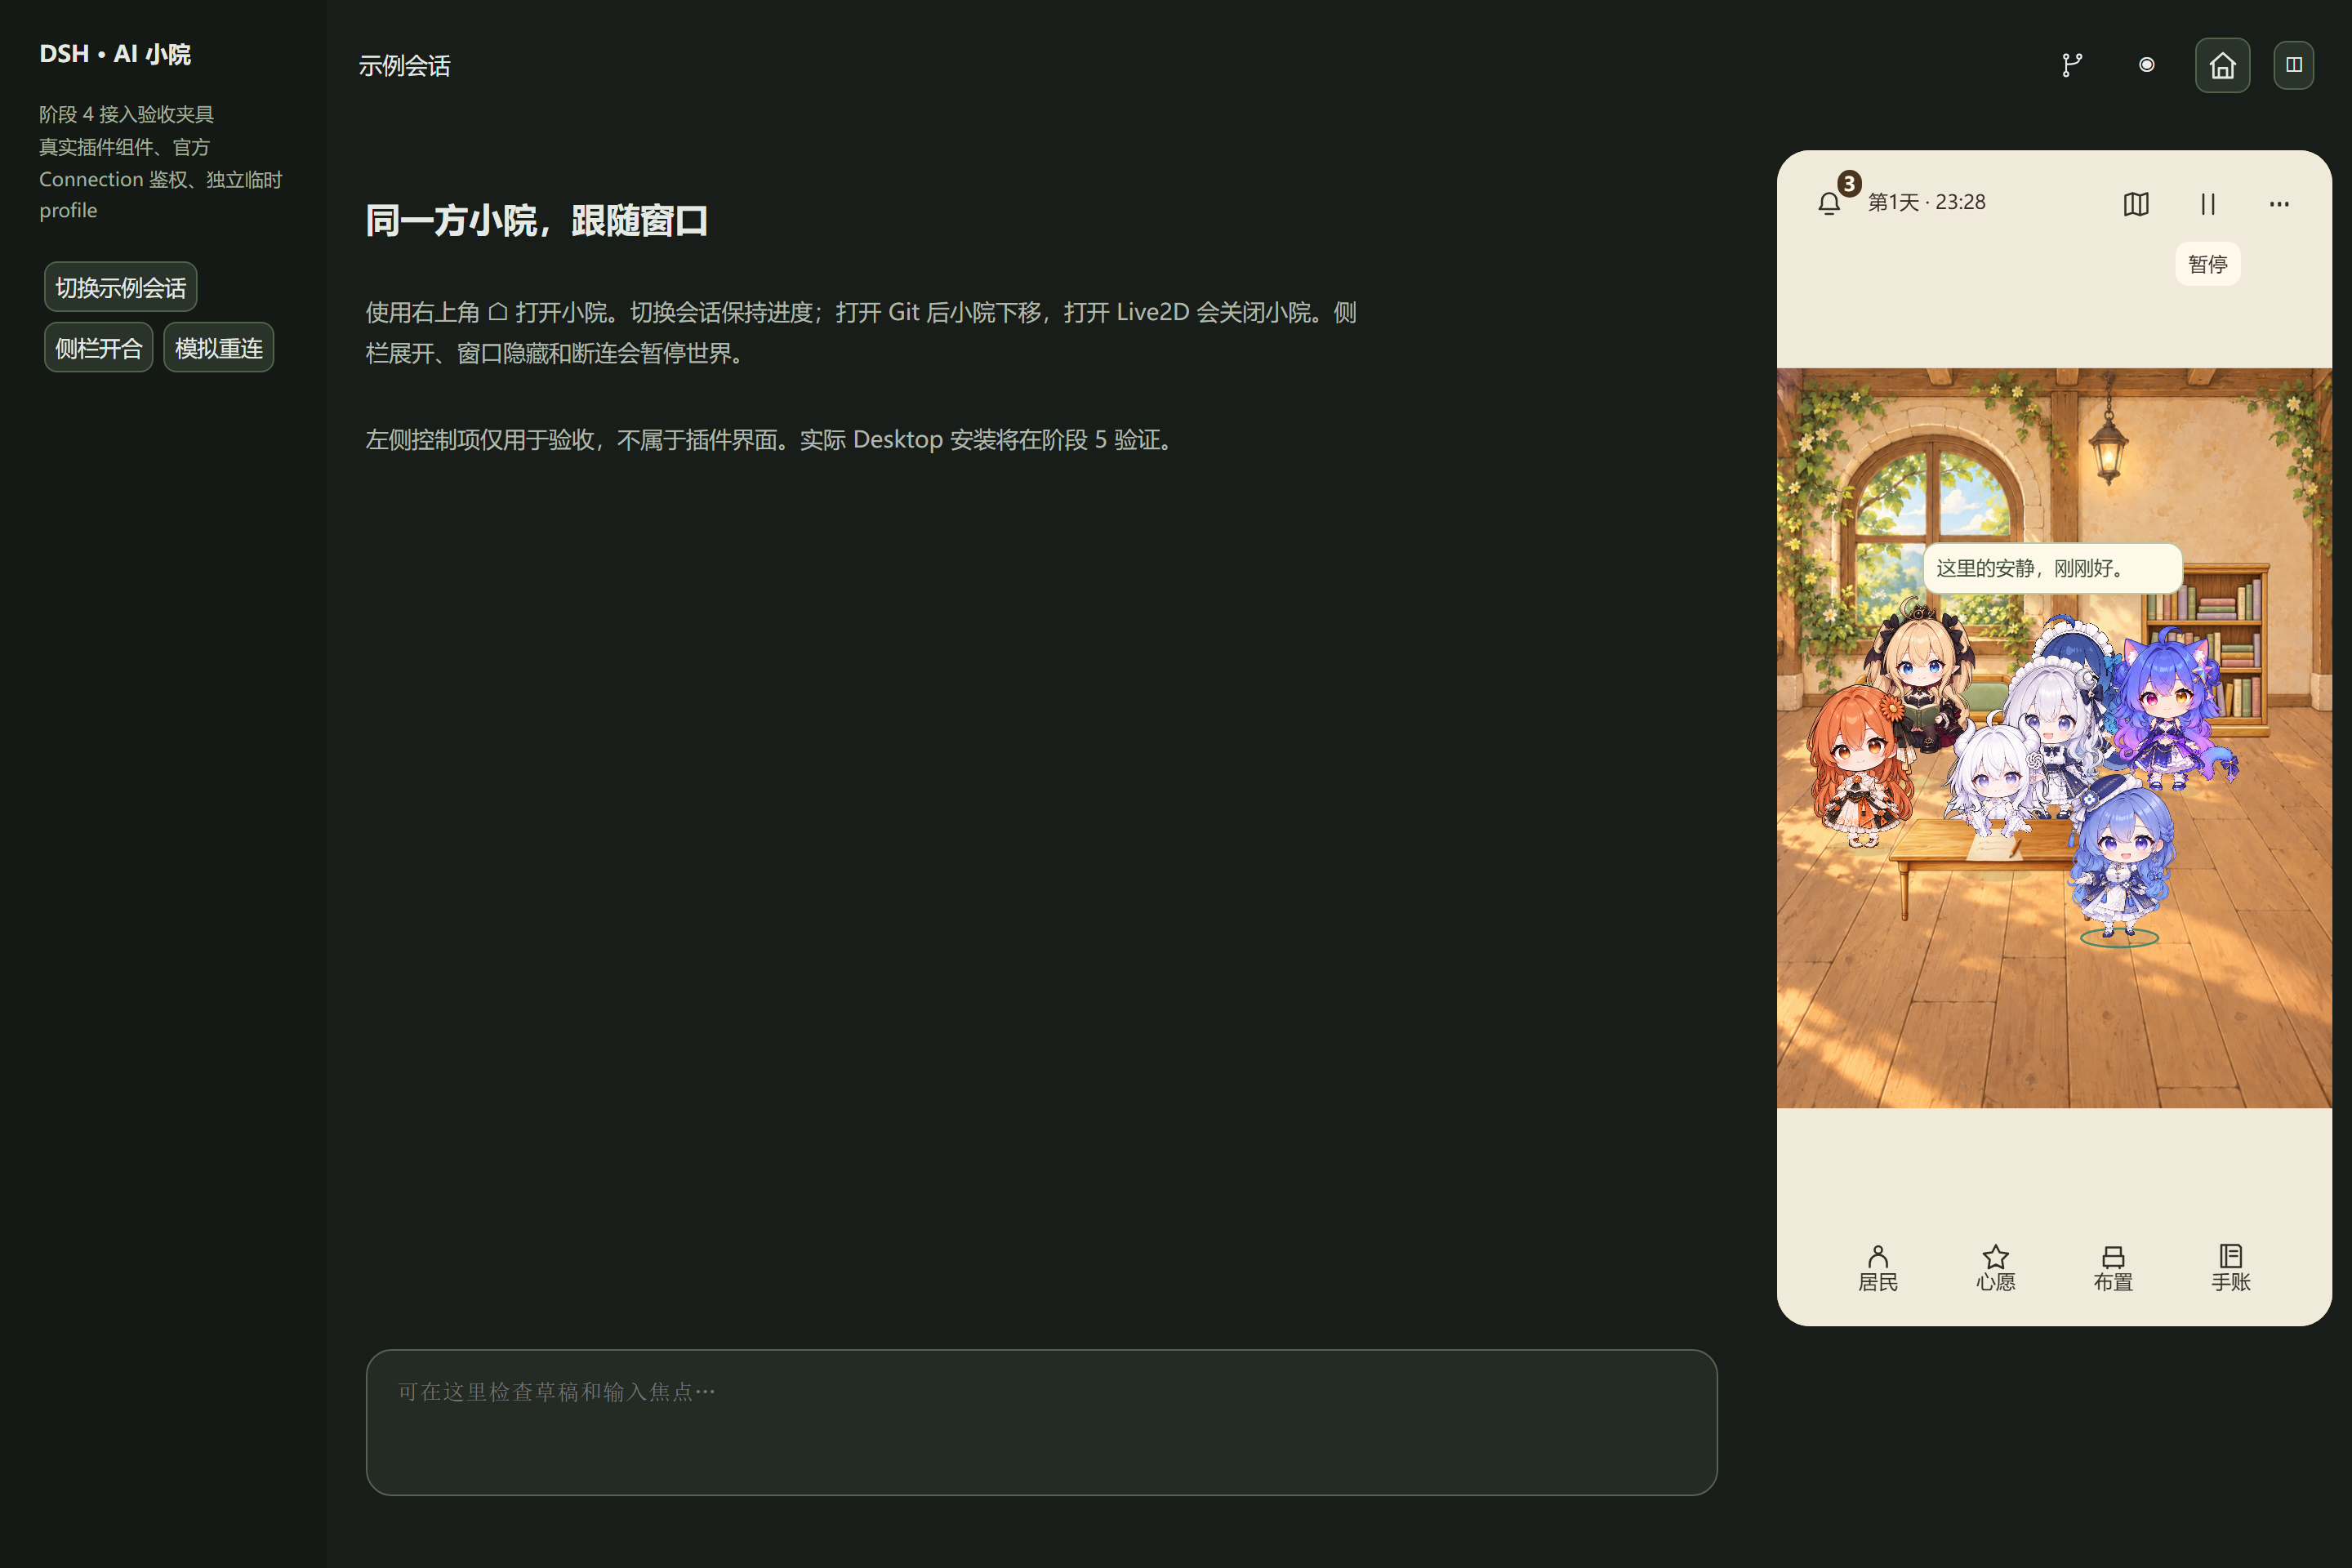 DSH • AI 小院
阶段 4 接入验收夹具
真实插件组件、官方
Connection 鉴权、独立临时
profile
切换示例会话
侧栏开合
模拟重连
示例会话
同一方小院，跟随窗口
使用右上角 ⌂ 打开小院。切换会话保持进度；打开 Git 后小院下移，打开 Live2D 会关闭小院。侧
栏展开、窗口隐藏和断连会暂停世界。
左侧控制项仅用于验收，不属于插件界面。实际 Desktop 安装将在阶段 5 验证。
可在这里检查草稿和输入焦点…
3
第1天 · 23:28
暂停
这里的安静，刚刚好。
居民
心愿
布置
手账